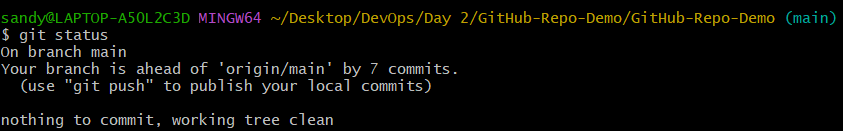 sandy@LAPTOP-A5OL2C3D MINGW64 ~/Desktop/DevOps/Day 2/GitHub-Repo-Demo/GitHub-Repo-Demo (main)
$ git status
On branch main
Your branch is ahead of 'origin/main' by 7 commits.
  (use "git push" to publish your local commits)

nothing to commit, working tree clean